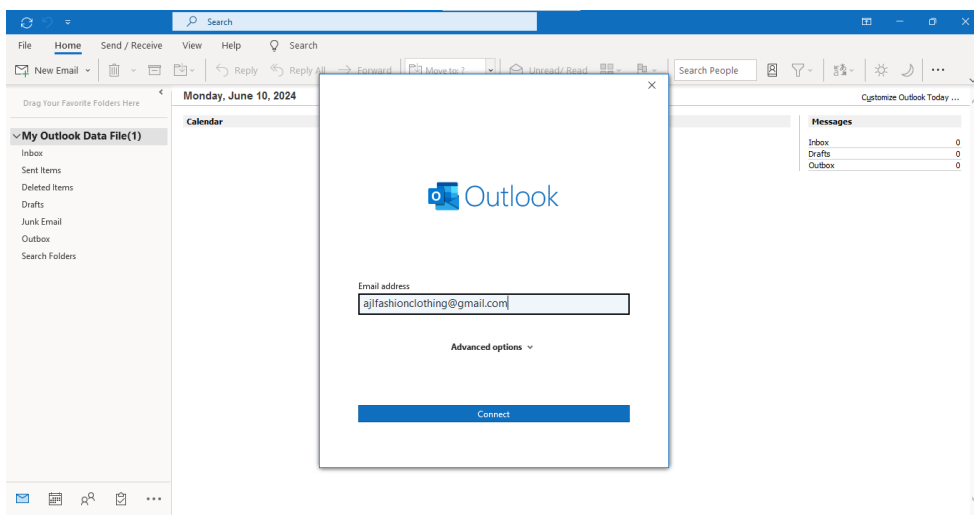 Search
File Home Send / Receive View Help Search
New Email Reply Reply All Forward Move to: ? Unread/ Read Search People ...
Drag Your Favorite Folders Here
Monday, June 10, 2024
Customize Outlook Today ...
Calendar
Messages
My Outlook Data File(1)
Inbox
Sent Items
Deleted Items
Drafts
Junk Email
Outbox
Search Folders
Inbox 0
Drafts 0
Outbox 0
Outlook
Email address
ajlfashionclothing@gmail.com
Advanced options
Connect